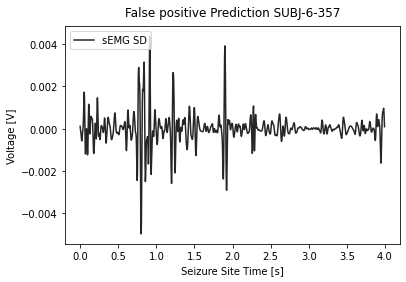 False positive Prediction SUBJ-6-357
sEMG SD
0.004
0.002
0.000
−0.002
−0.004
Voltage [V]
0.0 0.5 1.0 1.5 2.0 2.5 3.0 3.5 4.0
Seizure Site Time [s]